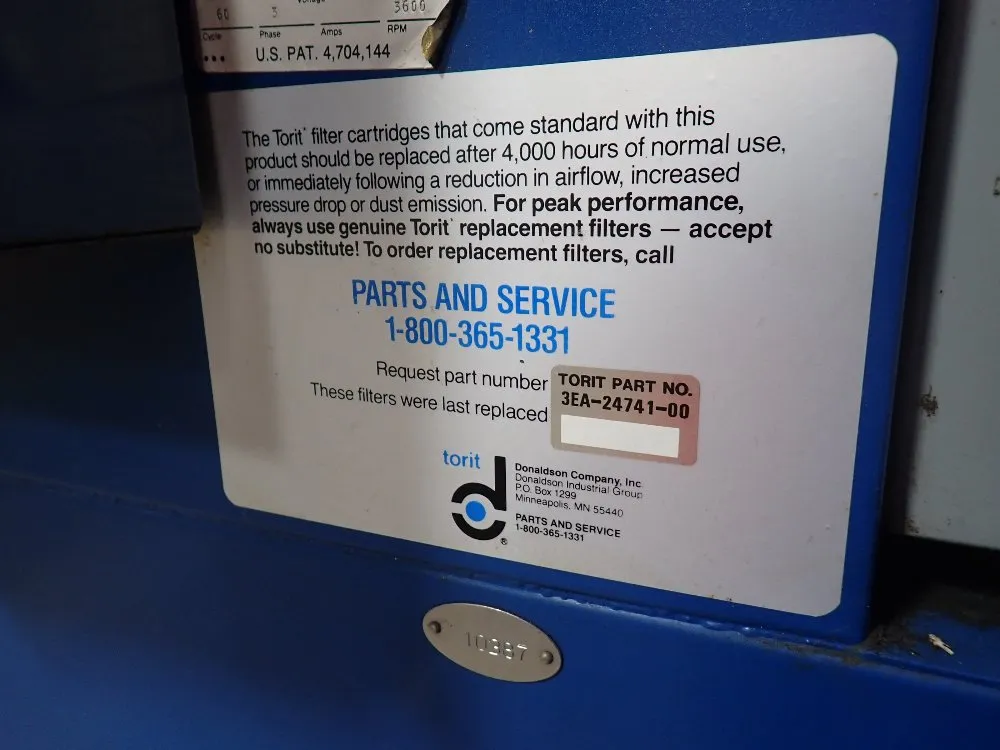 Voltage
60 3 3600
Cycle Phase Amps RPM
U.S. PAT. 4,704,144
The Torit® filter cartridges that come standard with this
product should be replaced after 4,000 hours of normal use,
or immediately following a reduction in airflow, increased
pressure drop or dust emission. For peak performance,
always use genuine Torit® replacement filters — accept
no substitute! To order replacement filters, call
PARTS AND SERVICE
1-800-365-1331
Request part number
TORIT PART NO.
3EA-24741-00
These filters were last replaced
torit
Donaldson Company, Inc
Donaldson Industrial Group
P.O. Box 1299
Minneapolis, MN 55440
PARTS AND SERVICE
1-800-365-1331
®
10387